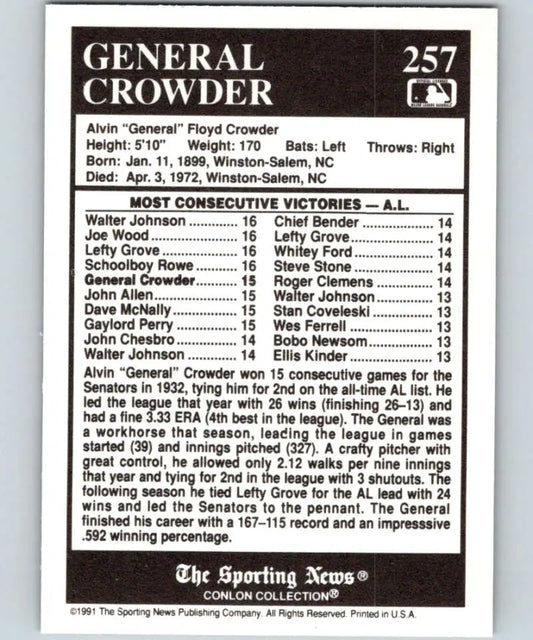 GENERAL 257
CROWDER
Alvin "General" Floyd Crowder
Height: 5'10" Weight: 170 Bats: Left Throws: Right
Born: Jan. 11, 1899, Winston-Salem, NC
Died: Apr. 3, 1972, Winston-Salem, NC
MOST CONSECUTIVE VICTORIES — A.L.
Walter Johnson ............. 16 Chief Bender .................. 14
Joe Wood ...................... 16 Lefty Grove .................... 14
Lefty Grove .................... 16 Whitey Ford .................... 14
Schoolboy Rowe .......... 16 Steve Stone .................... 14
General Crowder .......... 15 Roger Clemens .............. 14
John Allen ...................... 15 Walter Johnson .............. 13
Dave McNally ................ 15 Stan Coveleski ............... 13
Gaylord Perry ................ 15 Wes Ferrell ..................... 13
John Chesbro ................ 14 Bobo Newsom ............... 13
Walter Johnson ............. 14 Ellis Kinder ..................... 13
Alvin "General" Crowder won 15 consecutive games for the
Senators in 1932, tying him for 2nd on the all-time AL list. He
led the league that year with 26 wins (finishing 26–13) and
had a fine 3.33 ERA (4th best in the league). The General was
a workhorse that season, leading the league in games
started (39) and innings pitched (327). A crafty pitcher with
great control, he allowed only 2.12 walks per nine innings
that year and tying for 2nd in the league with 3 shutouts. The
following season he tied Lefty Grove for the AL lead with 24
wins and led the Senators to the pennant. The General
finished his career with a 167–115 record and an impresssive
.592 winning percentage.
The Sporting News®
CONLON COLLECTION®
©1991 The Sporting News Publishing Company. All Rights Reserved. Printed in U.S.A.